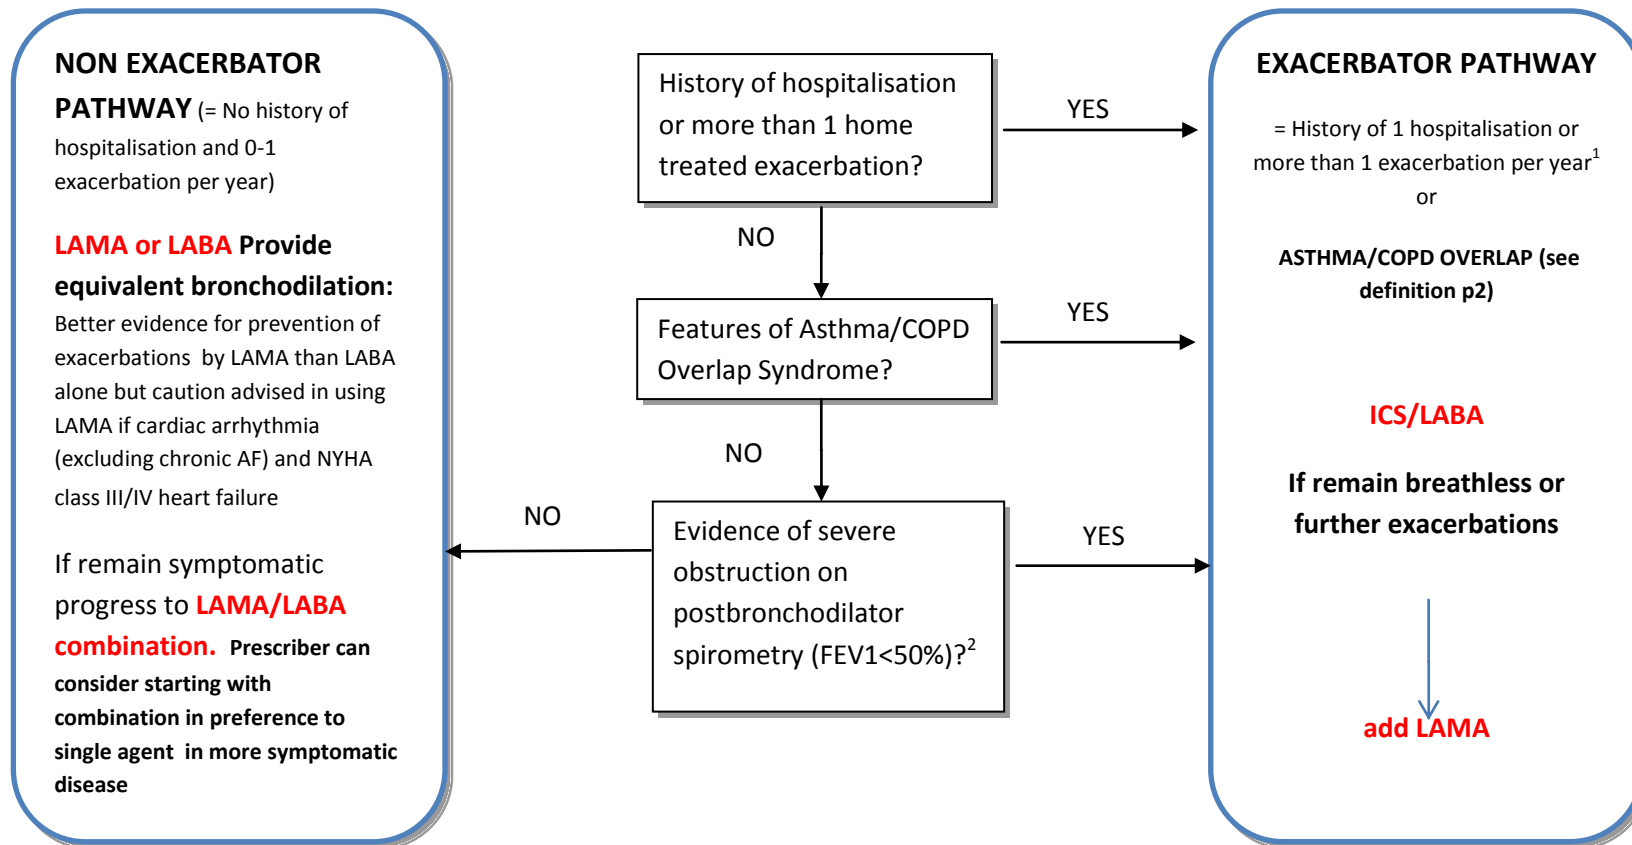 NON EXACERBATOR
PATHWAY (= No history of
hospitalisation and 0-1
exacerbation per year)
LAMA or LABA Provide
equivalent bronchodilation:
Better evidence for prevention of
exacerbations by LAMA than LABA
alone but caution advised in using
LAMA if cardiac arrhythmia
(excluding chronic AF) and NYHA
class III/IV heart failure
If remain symptomatic
progress to LAMA/LABA
combination. Prescriber can
consider starting with
combination in preference to
single agent in more symptomatic
disease
History of hospitalisation
or more than 1 home
treated exacerbation?
YES
NO
Features of Asthma/COPD
Overlap Syndrome?
YES
NO
Evidence of severe
obstruction on
postbronchodilator
spirometry (FEV1<50%)?²
NO
YES
EXACERBATOR PATHWAY
= History of 1 hospitalisation or
more than 1 exacerbation per year¹
or
ASTHMA/COPD OVERLAP (see
definition p2)
ICS/LABA
If remain breathless or
further exacerbations
add LAMA